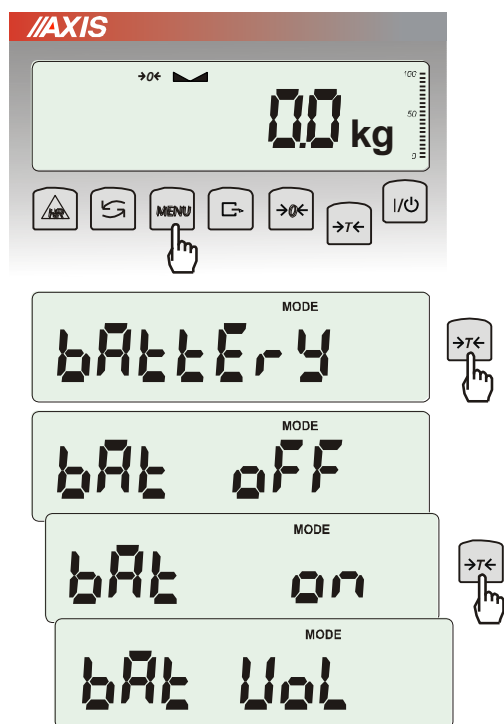 //AXIS
→0←
100
50
0
0.0 kg
HR
MENU
→0←
→T←
I/⏻
MODE
bAttErY
→T←
MODE
bAt oFF
MODE
bAt on
→T←
MODE
bAt UoL